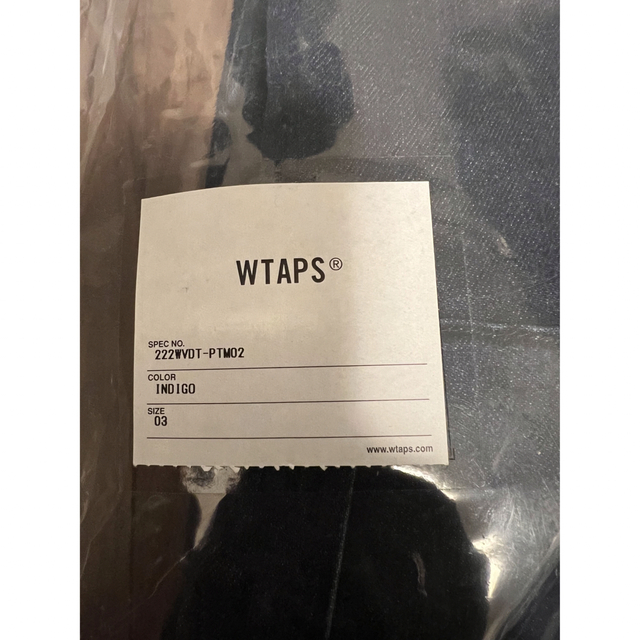 WTAPS®
SPEC NO.
222WVDT-PTM02
COLOR
INDIGO
SIZE
03
www.wtaps.com